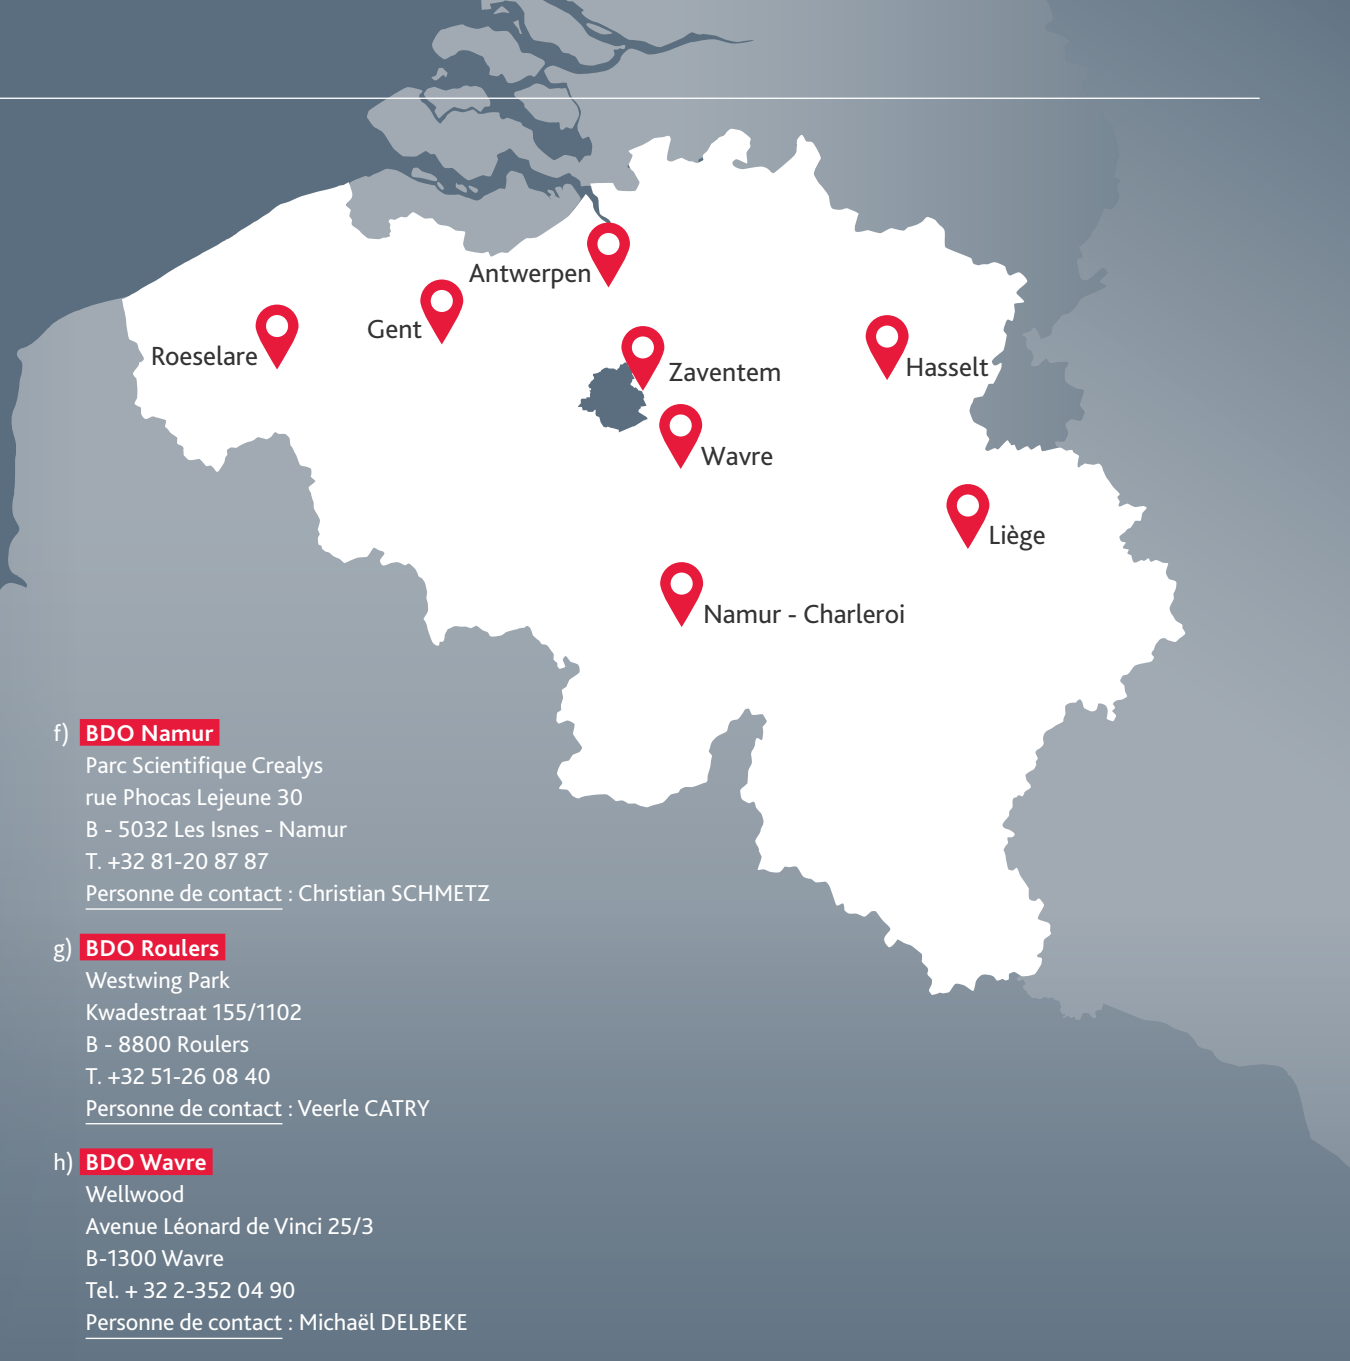 Antwerpen
Gent
Roeselare
Zaventem
Hasselt
Wavre
Liège
Namur - Charleroi
f) BDO Namur
Parc Scientifique Crealys
rue Phocas Lejeune 30
B - 5032 Les Isnes - Namur
T. +32 81-20 87 87
Personne de contact : Christian SCHMETZ
g) BDO Roulers
Westwing Park
Kwadestraat 155/1102
B - 8800 Roulers
T. +32 51-26 08 40
Personne de contact : Veerle CATRY
h) BDO Wavre
Wellwood
Avenue Léonard de Vinci 25/3
B-1300 Wavre
Tel. + 32 2-352 04 90
Personne de contact : Michaël DELBEKE